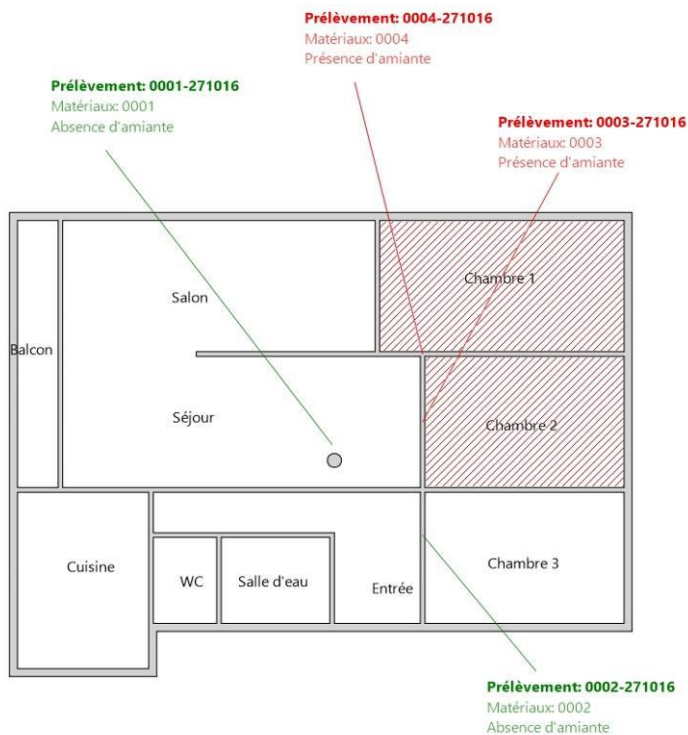 Prélèvement: 0004-271016
Matériaux: 0004
Présence d'amiante
Prélèvement: 0001-271016
Matériaux: 0001
Absence d'amiante
Prélèvement: 0003-271016
Matériaux: 0003
Présence d'amiante
Chambre 1
Salon
Balcon
Séjour
Chambre 2
Cuisine
WC
Salle d'eau
Entrée
Chambre 3
Prélèvement: 0002-271016
Matériaux: 0002
Absence d'amiante